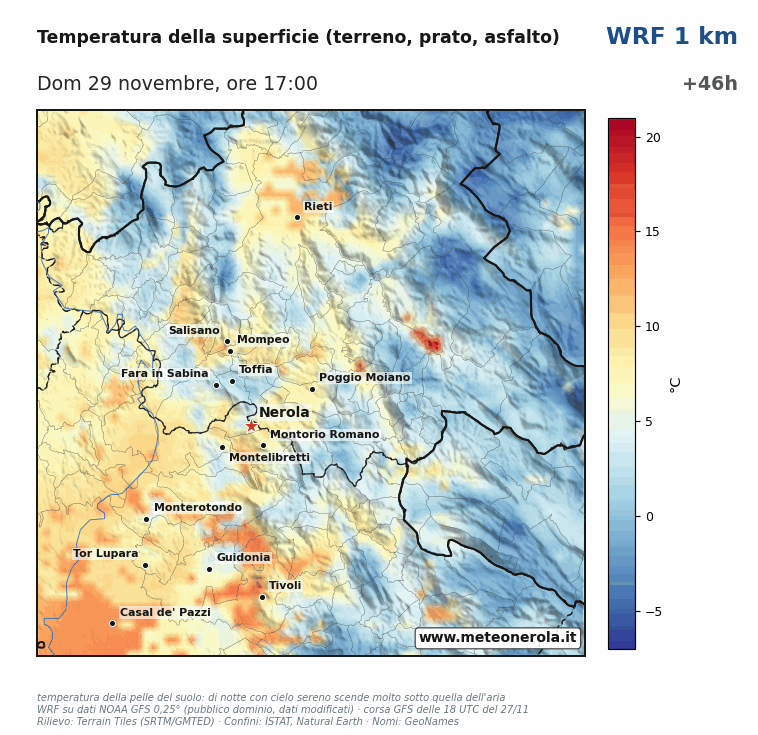 Temperatura della superficie (terreno, prato, asfalto)
WRF 1 km
Dom 29 novembre, ore 17:00
+46h
Rieti
Salisano
Mompeo
Fara in Sabina
Toffia
Poggio Moiano
Nerola
Montorio Romano
Montelibretti
Monterotondo
Tor Lupara
Guidonia
Tivoli
Casal de' Pazzi
www.meteonerola.it
20
15
10
5
0
−5
°C
temperatura della pelle del suolo: di notte con cielo sereno scende molto sotto quella dell'aria
WRF su dati NOAA GFS 0,25° (pubblico dominio, dati modificati) · corsa GFS delle 18 UTC del 27/11
Rilievo: Terrain Tiles (SRTM/GMTED) · Confini: ISTAT, Natural Earth · Nomi: GeoNames